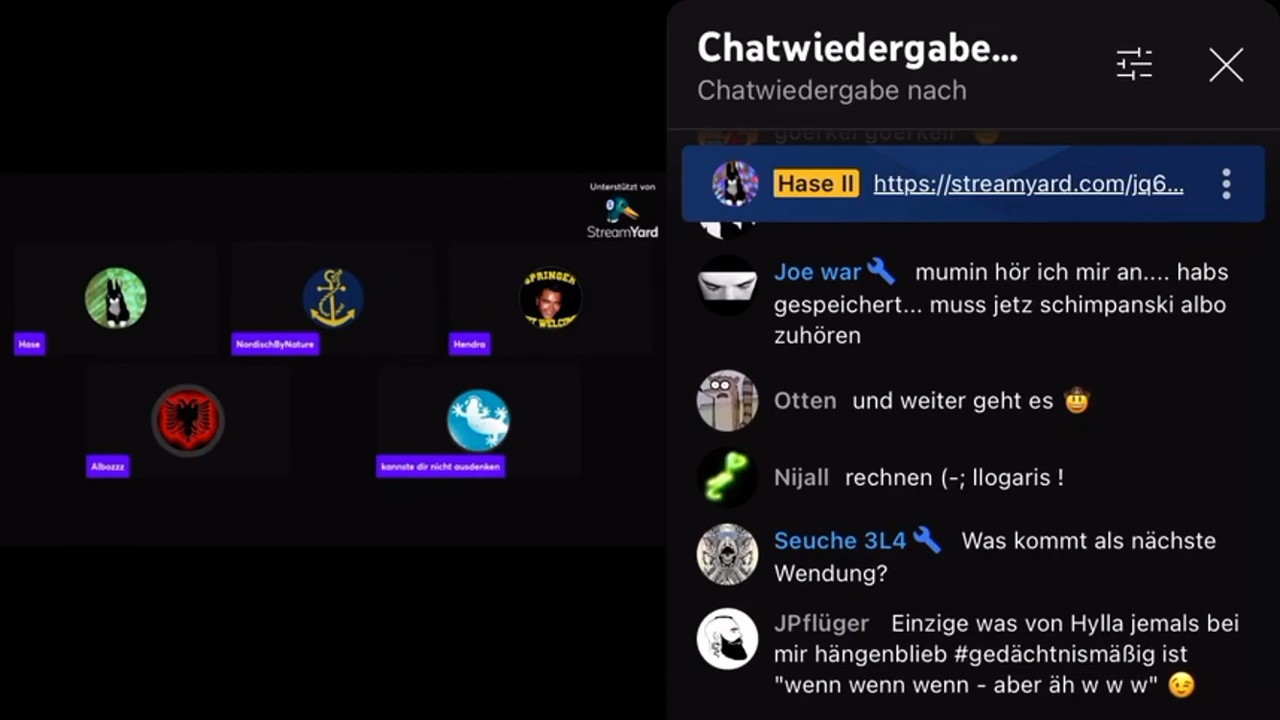 Unterstützt von
StreamYard
Hase
NordischByNature
SPRINGER
Hendra
Albozzz
kannste dir nicht ausdenken
Chatwiedergabe...
Chatwiedergabe nach
Hase II https://streamyard.com/jq6...
Joe war mumin hör ich mir an.... habs
gespeichert... muss jetz schimpanski albo
zuhören
Otten und weiter geht es 🤠
Nijall rechnen (-; llogaris !
Seuche 3L4 Was kommt als nächste
Wendung?
JPflüger Einzige was von Hylla jemals bei
mir hängenblieb #gedächtnismäßig ist
"wenn wenn wenn - aber äh w w w" 😉